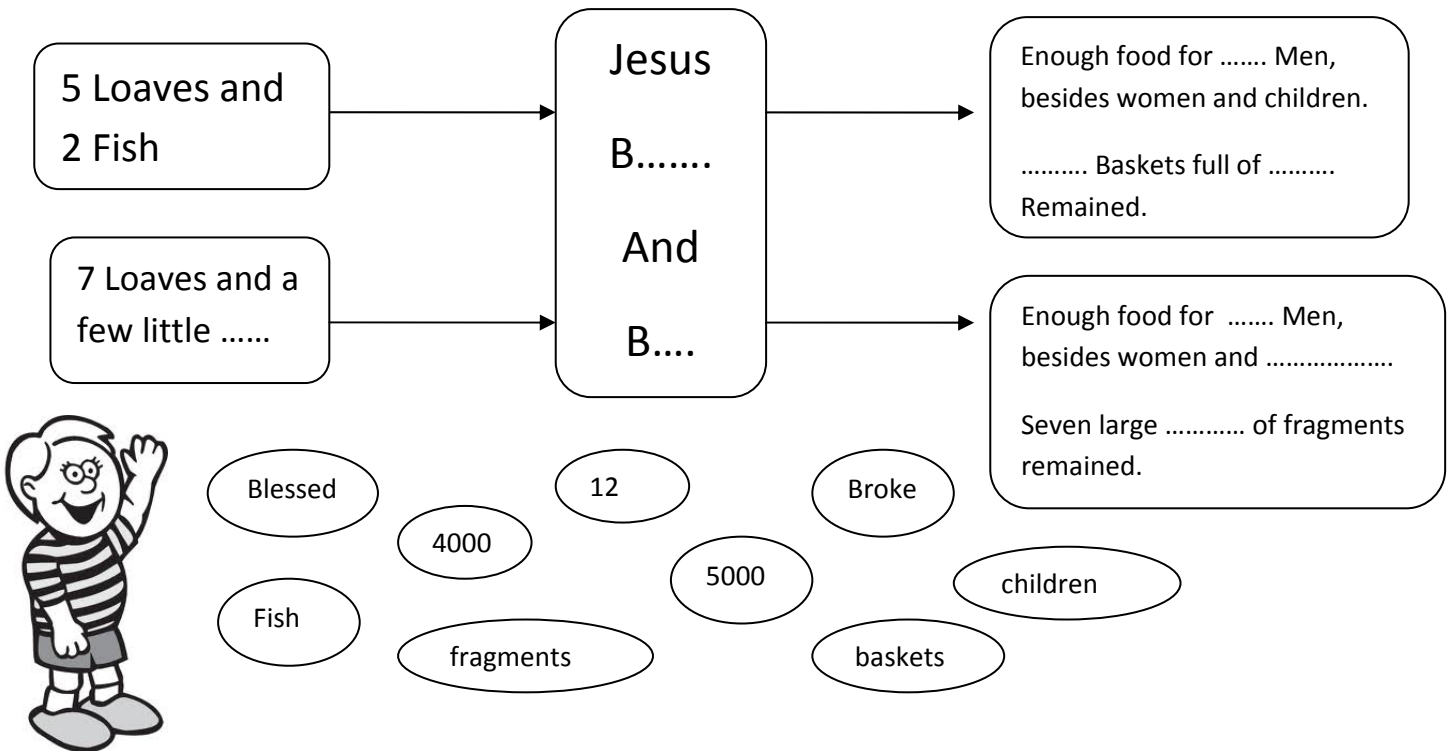 5 Loaves and
2 Fish
7 Loaves and a
few little ......
Jesus
B.......
And
B....
Enough food for ....... Men,
besides women and children.
.......... Baskets full of ..........
Remained.
Enough food for ....... Men,
besides women and ...................
Seven large ............ of fragments
remained.
Blessed
12
Broke
4000
5000
children
Fish
fragments
baskets